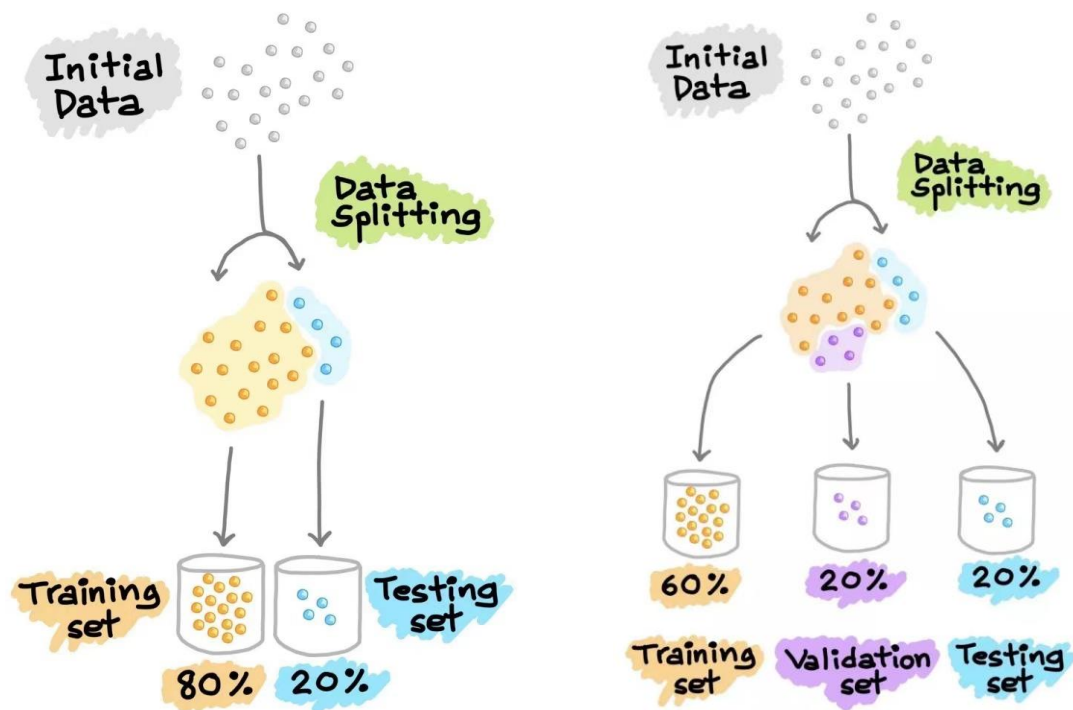 Initial
Data
Data
Splitting
Training
set
80%
20%
Testing
set
Initial
Data
Data
Splitting
60%
20%
20%
Training
set
Validation
set
Testing
set